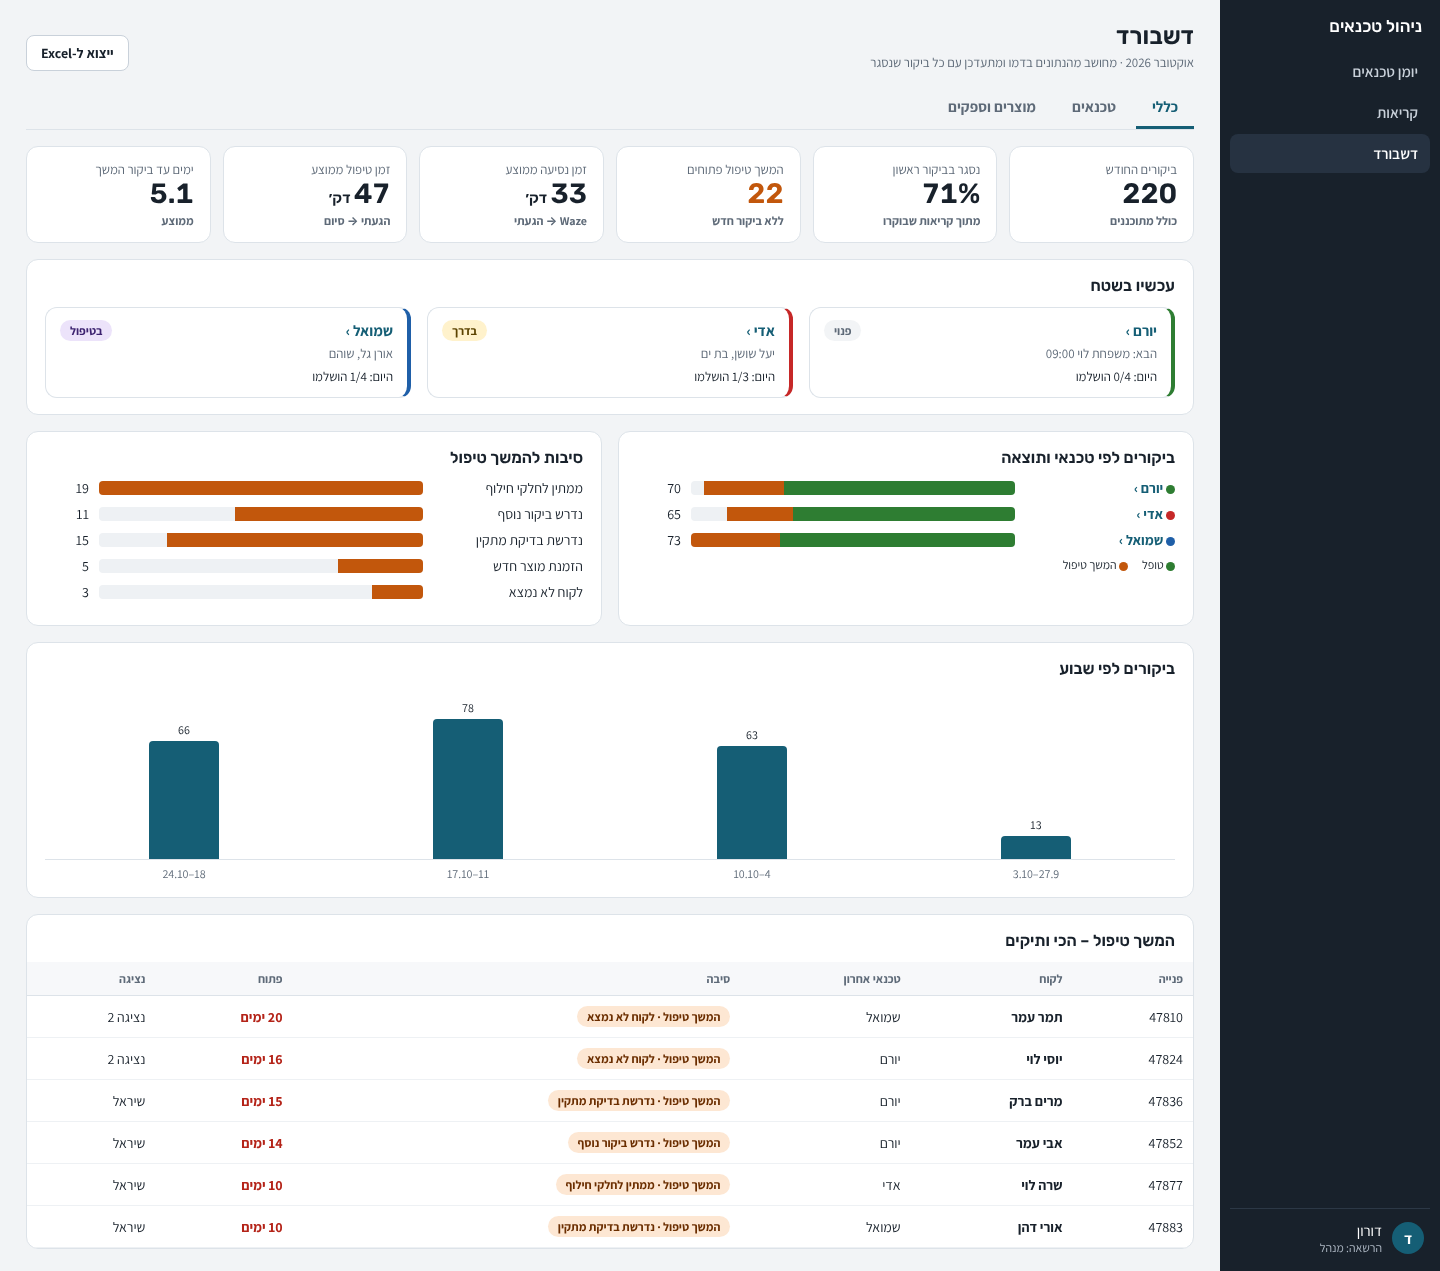 ניהול טכנאים
יומן טכנאים
קריאות
דשבורד
דורון
הרשאה: מנהל
ד
דשבורד
אוקטובר 2026 · מחושב מהנתונים בדמו ומתעדכן עם כל ביקור שנסגר
ייצוא ל-Excel
כללי
טכנאים
מוצרים וספקים
ביקורים החודש
220
כולל מתוכננים
נסגר בביקור ראשון
71%
מתוך קריאות שבוקרו
המשך טיפול פתוחים
22
ללא ביקור חדש
זמן נסיעה ממוצע
33 דק׳
Waze → הגעתי
זמן טיפול ממוצע
47 דק׳
הגעתי → סיום
ימים עד ביקור המשך
5.1
ממוצע
עכשיו בשטח
יורם ›
פנוי
הבא: משפחת לוי 09:00
היום: 0/4 הושלמו
אדי ›
בדרך
יעל ששון, בת ים
היום: 1/3 הושלמו
שמואל ›
בטיפול
אורן גל, שוהם
היום: 1/4 הושלמו
ביקורים לפי טכנאי ותוצאה
יורם › 70
אדי › 65
שמואל › 73
טופל המשך טיפול
סיבות להמשך טיפול
ממתין לחלקי חילוף 19
נדרש ביקור נוסף 11
נדרשת בדיקת מתקין 15
הזמנת מוצר חדש 5
לקוח לא נמצא 3
ביקורים לפי שבוע
13 63 78 66
27.9–3.10 4–10.10 11–17.10 18–24.10
המשך טיפול – הכי ותיקים
פנייה לקוח טכנאי אחרון סיבה פתוח נציגה
47810 תמר עמר שמואל המשך טיפול · לקוח לא נמצא 20 ימים נציגה 2
47824 יוסי לוי יורם המשך טיפול · לקוח לא נמצא 16 ימים נציגה 2
47836 מרים ברק יורם המשך טיפול · נדרשת בדיקת מתקין 15 ימים שיראל
47852 אבי עמר יורם המשך טיפול · נדרש ביקור נוסף 14 ימים שיראל
47877 שרה לוי אדי המשך טיפול · ממתין לחלקי חילוף 10 ימים שיראל
47883 אורי דהן שמואל המשך טיפול · נדרשת בדיקת מתקין 10 ימים שיראל